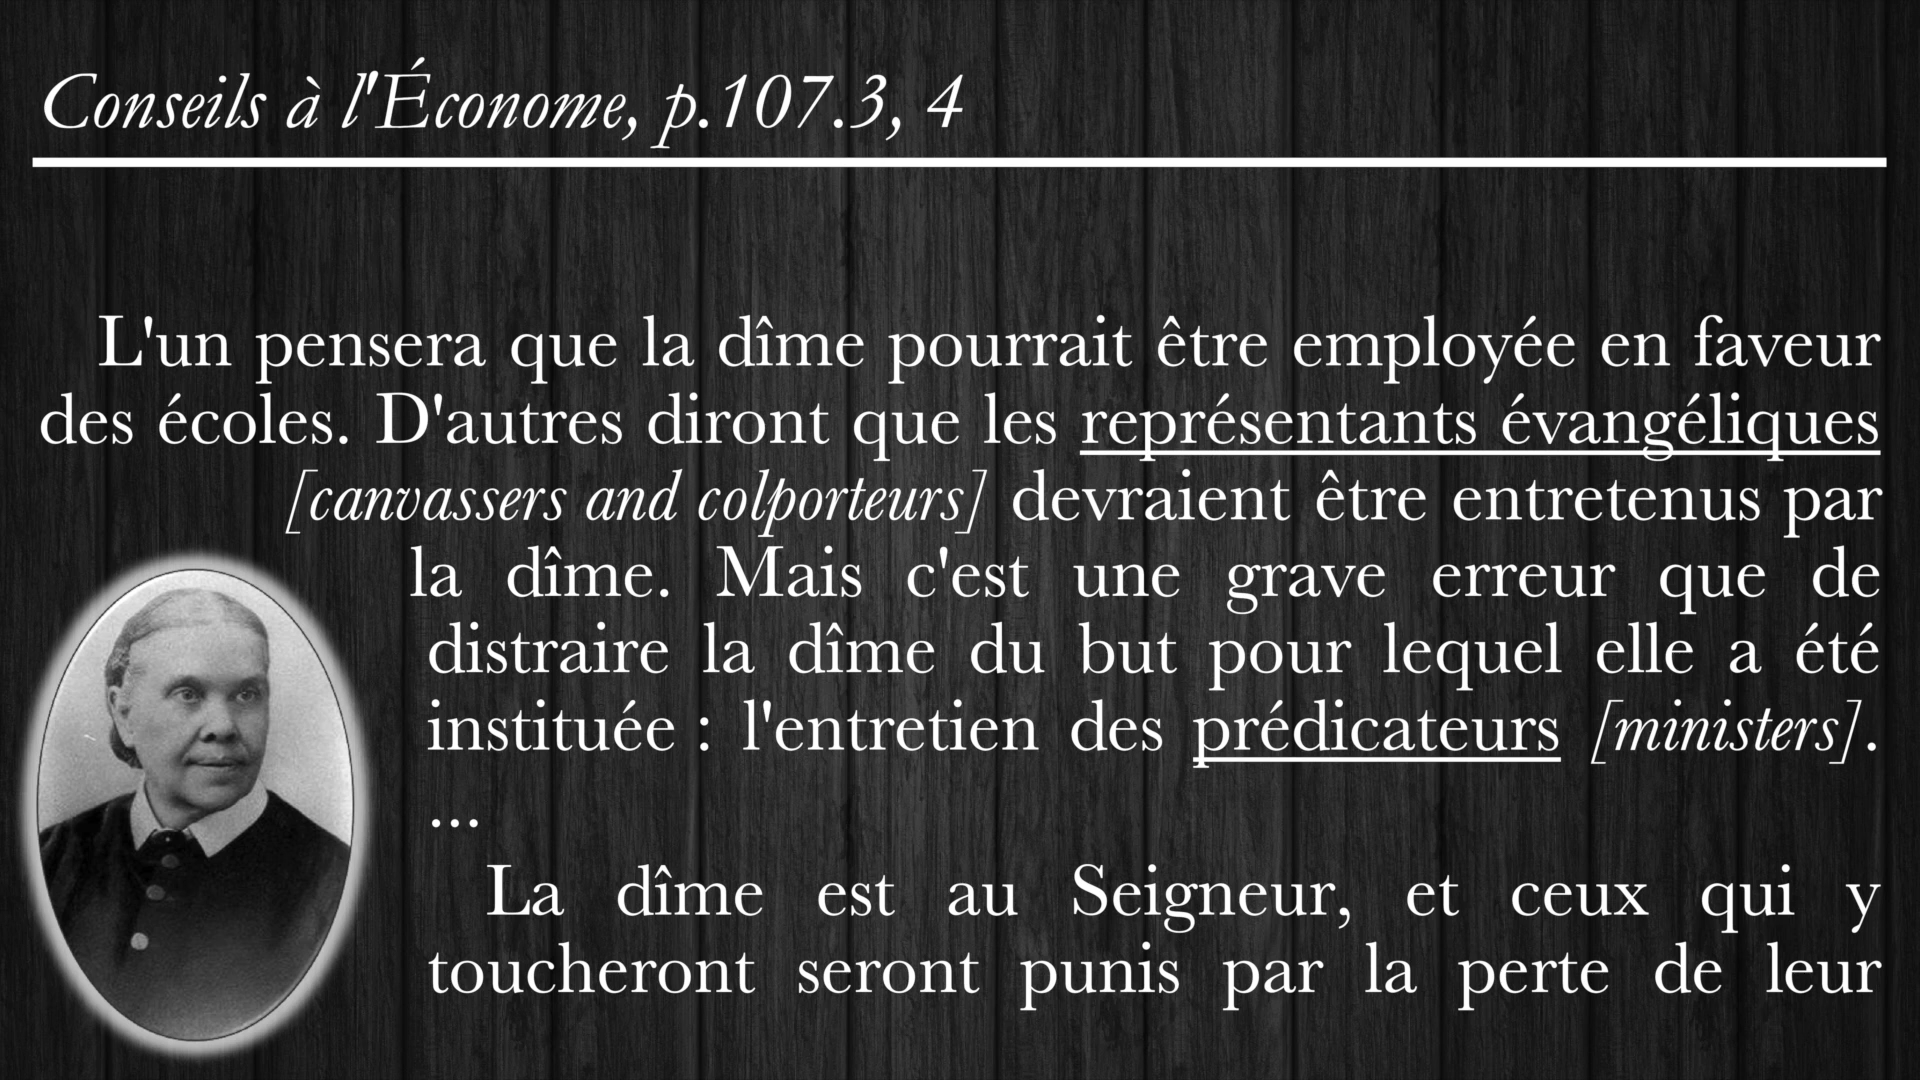 Conseils à l'Économe, p.107.3, 4
L'un pensera que la dîme pourrait être employée en faveur
des écoles. D'autres diront que les représentants évangéliques
[canvassers and colporteurs] devraient être entretenus par
la dîme. Mais c'est une grave erreur que de
distraire la dîme du but pour lequel elle a été
instituée : l'entretien des prédicateurs [ministers].
...
La dîme est au Seigneur, et ceux qui y
toucheront seront punis par la perte de leur